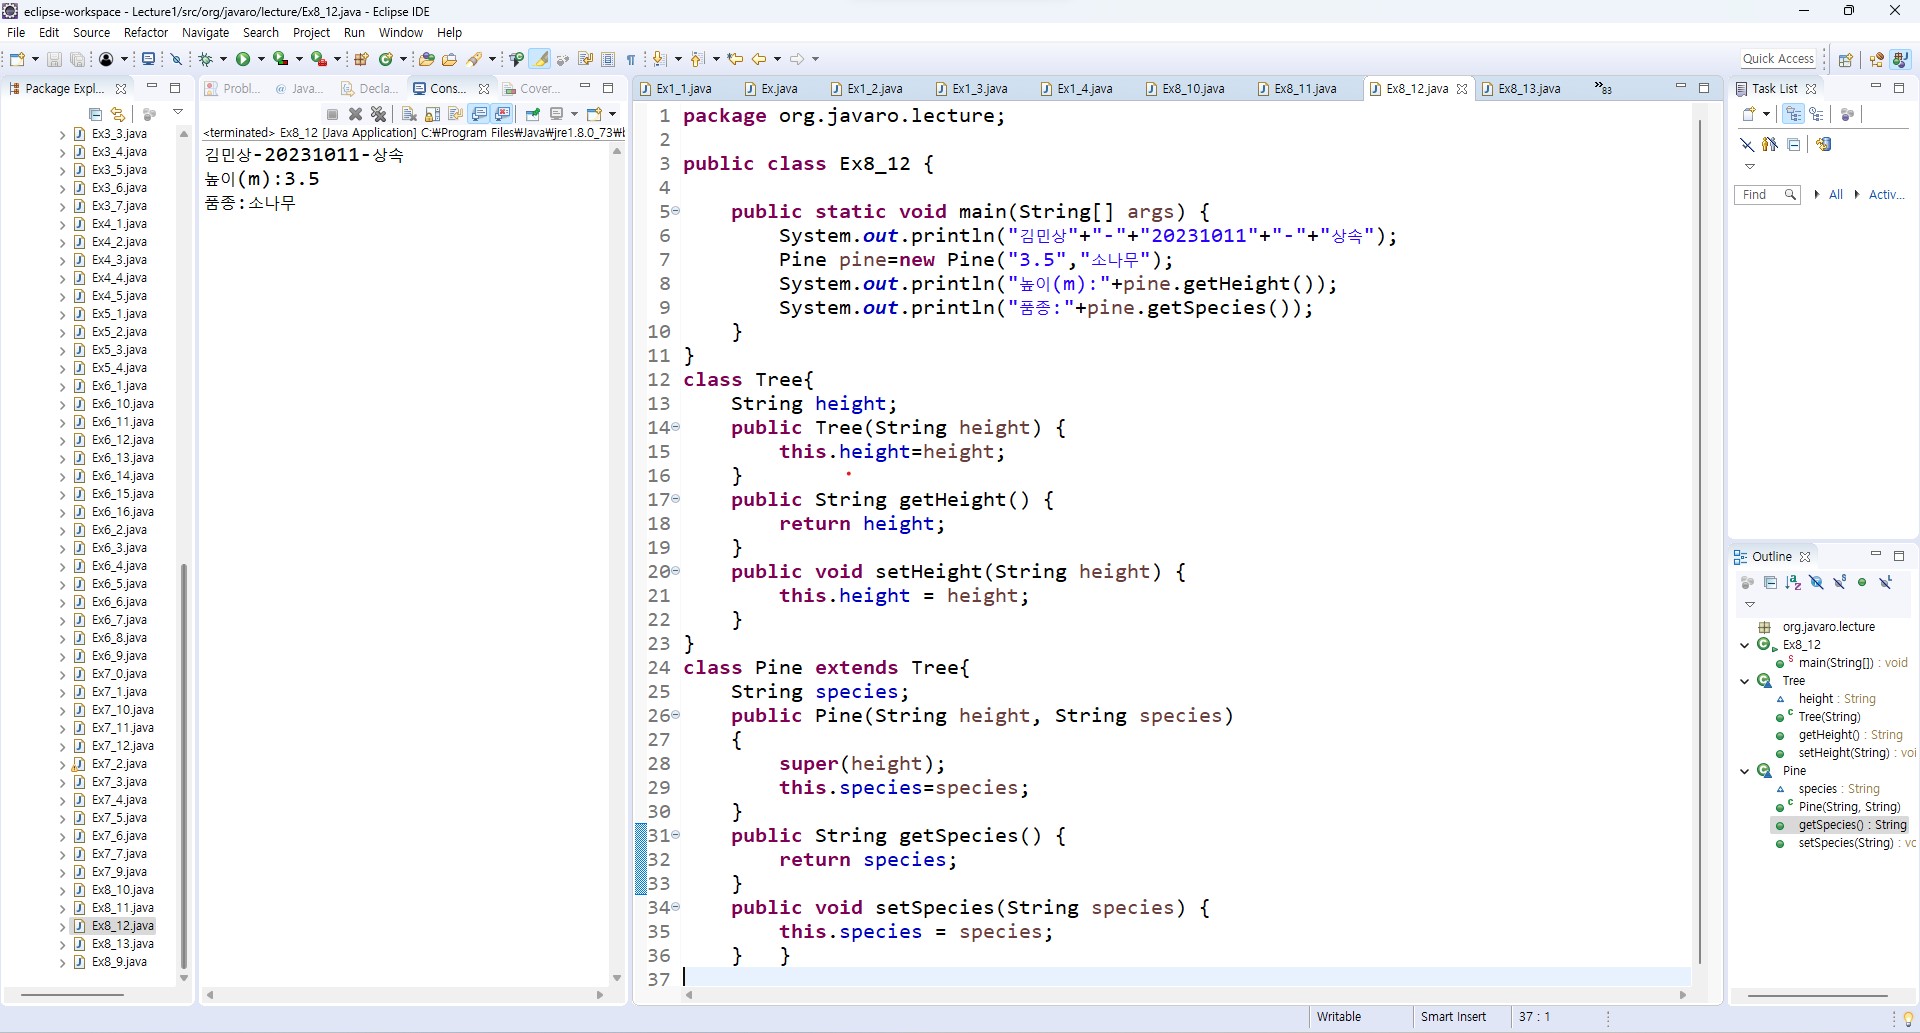 eclipse-workspace - Lecture1/src/org/javaro/lecture/Ex8_12.java - Eclipse IDE
File Edit Source Refactor Navigate Search Project Run Window Help
Quick Access
Package Expl...
Ex3_3.java
Ex3_4.java
Ex3_5.java
Ex3_6.java
Ex3_7.java
Ex4_1.java
Ex4_2.java
Ex4_3.java
Ex4_4.java
Ex4_5.java
Ex5_1.java
Ex5_2.java
Ex5_3.java
Ex5_4.java
Ex6_1.java
Ex6_10.java
Ex6_11.java
Ex6_12.java
Ex6_13.java
Ex6_14.java
Ex6_15.java
Ex6_16.java
Ex6_2.java
Ex6_3.java
Ex6_4.java
Ex6_5.java
Ex6_6.java
Ex6_7.java
Ex6_8.java
Ex6_9.java
Ex7_0.java
Ex7_1.java
Ex7_10.java
Ex7_11.java
Ex7_12.java
Ex7_2.java
Ex7_3.java
Ex7_4.java
Ex7_5.java
Ex7_6.java
Ex7_7.java
Ex7_9.java
Ex8_10.java
Ex8_11.java
Ex8_12.java
Ex8_13.java
Ex8_9.java
Probl... @ Java... Decla... Cons... Cover...
<terminated> Ex8_12 [Java Application] C:₩Program Files₩Java₩jre1.8.0_73₩b
김민상-20231011-상속
높이(m):3.5
품종:소나무
Ex1_1.java Ex.java Ex1_2.java Ex1_3.java Ex1_4.java Ex8_10.java Ex8_11.java Ex8_12.java Ex8_13.java »83
1 package org.javaro.lecture;
2
3 public class Ex8_12 {
4
5 public static void main(String[] args) {
6 System.out.println("김민상"+"-"+"20231011"+"-"+"상속");
7 Pine pine=new Pine("3.5","소나무");
8 System.out.println("높이(m):"+pine.getHeight());
9 System.out.println("품종:"+pine.getSpecies());
10 }
11 }
12 class Tree{
13 String height;
14 public Tree(String height) {
15 this.height=height;
16 }
17 public String getHeight() {
18 return height;
19 }
20 public void setHeight(String height) {
21 this.height = height;
22 }
23 }
24 class Pine extends Tree{
25 String species;
26 public Pine(String height, String species)
27 {
28 super(height);
29 this.species=species;
30 }
31 public String getSpecies() {
32 return species;
33 }
34 public void setSpecies(String species) {
35 this.species = species;
36 } }
37
Task List
Find All Activ...
Outline
org.javaro.lecture
Ex8_12
S main(String[]) : void
Tree
height : String
C Tree(String)
getHeight() : String
setHeight(String) : voi
Pine
species : String
C Pine(String, String)
getSpecies() : String
setSpecies(String) : vo
Writable Smart Insert 37 : 1